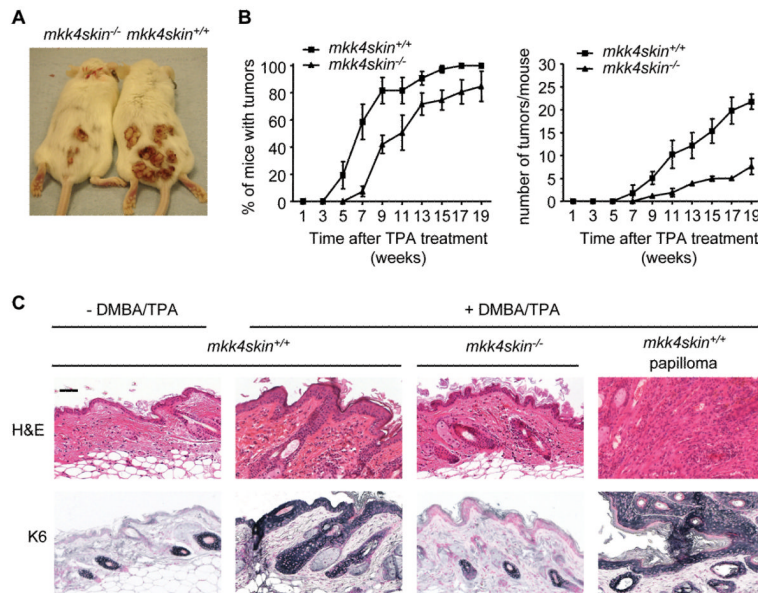 A
mkk4skin-/- mkk4skin+/+
B
mkk4skin+/+
mkk4skin-/-
% of mice with tumors
100
80
60
40
20
0
1 3 5 7 9 11 13 15 17 19
Time after TPA treatment
(weeks)
mkk4skin+/+
mkk4skin-/-
number of tumors/mouse
30
25
20
15
10
5
0
1 3 5 7 9 11 13 15 17 19
Time after TPA treatment
(weeks)
C
- DMBA/TPA
+ DMBA/TPA
mkk4skin+/+
mkk4skin-/-
mkk4skin+/+
papilloma
H&E
K6